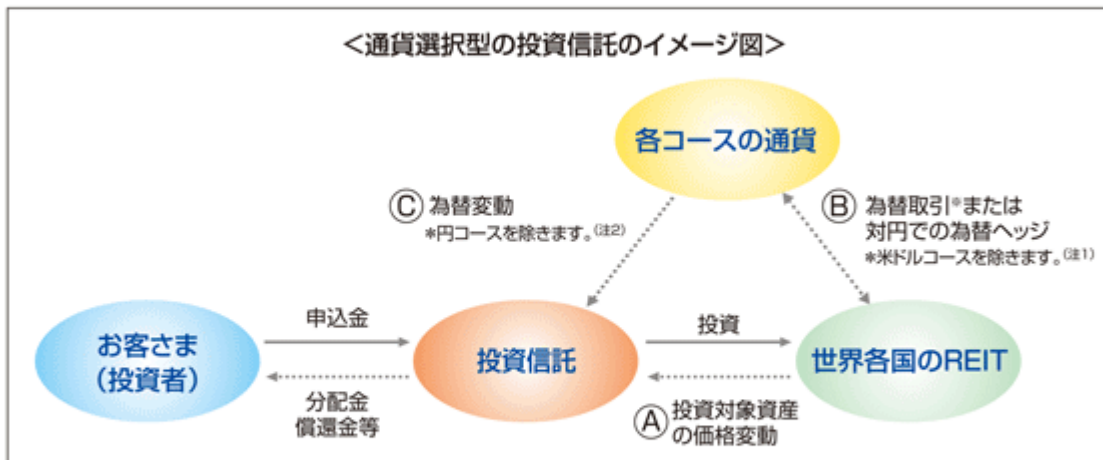 <通貨選択型の投資信託のイメージ図>
各コースの通貨
Ⓒ 為替変動
*円コースを除きます。(注2)
Ⓑ 為替取引*または
対円での為替ヘッジ
*米ドルコースを除きます。(注1)
お客さま
(投資者)
申込金
分配金
償還金等
投資信託
投資
Ⓐ 投資対象資産
の価格変動
世界各国のREIT